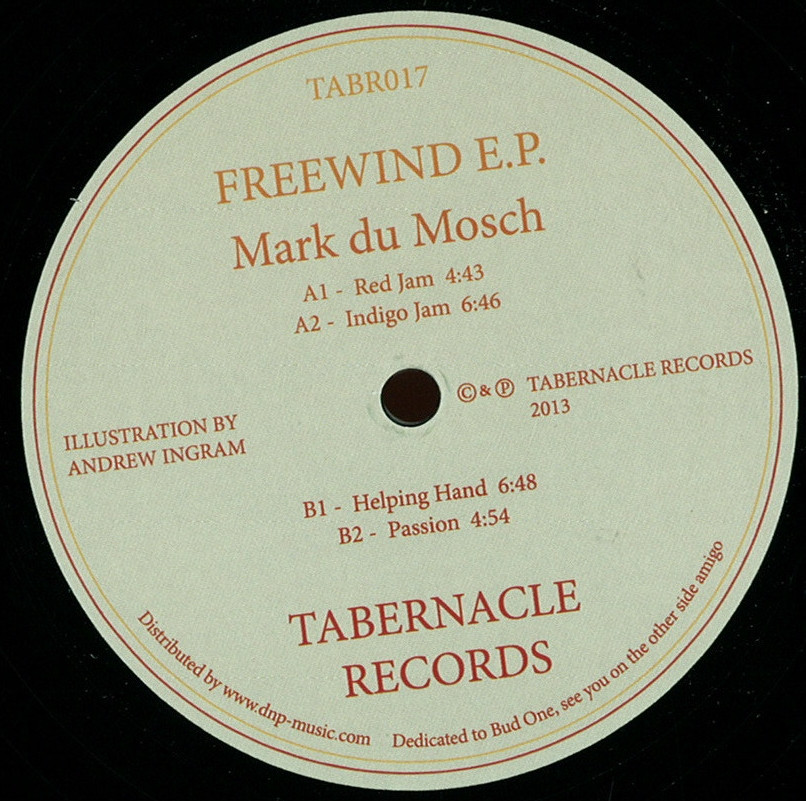 TABR017
FREEWIND E.P.
Mark du Mosch
A1 - Red Jam 4:43
A2 - Indigo Jam 6:46
©&℗ TABERNACLE RECORDS
2013
ILLUSTRATION BY
ANDREW INGRAM
B1 - Helping Hand 6:48
B2 - Passion 4:54
TABERNACLE
RECORDS
Distributed by www.dnp-music.com
Dedicated to Bud One, see you on the other side amigo